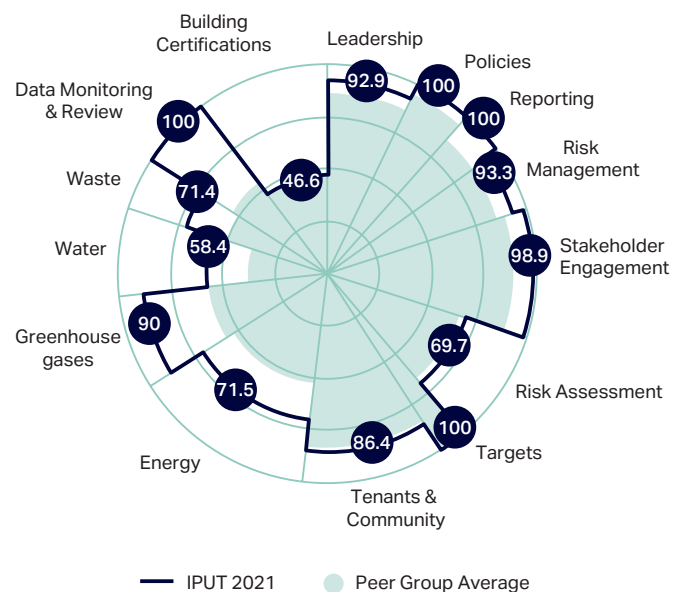 Building
Certifications
46.6
Leadership
92.9
Policies
100
Reporting
100
Risk
Management
93.3
Stakeholder
Engagement
98.9
Risk Assessment
69.7
Targets
100
Tenants &
Community
86.4
Energy
71.5
Greenhouse
gases
90
Water
58.4
Waste
71.4
Data Monitoring
& Review
100
IPUT 2021
Peer Group Average